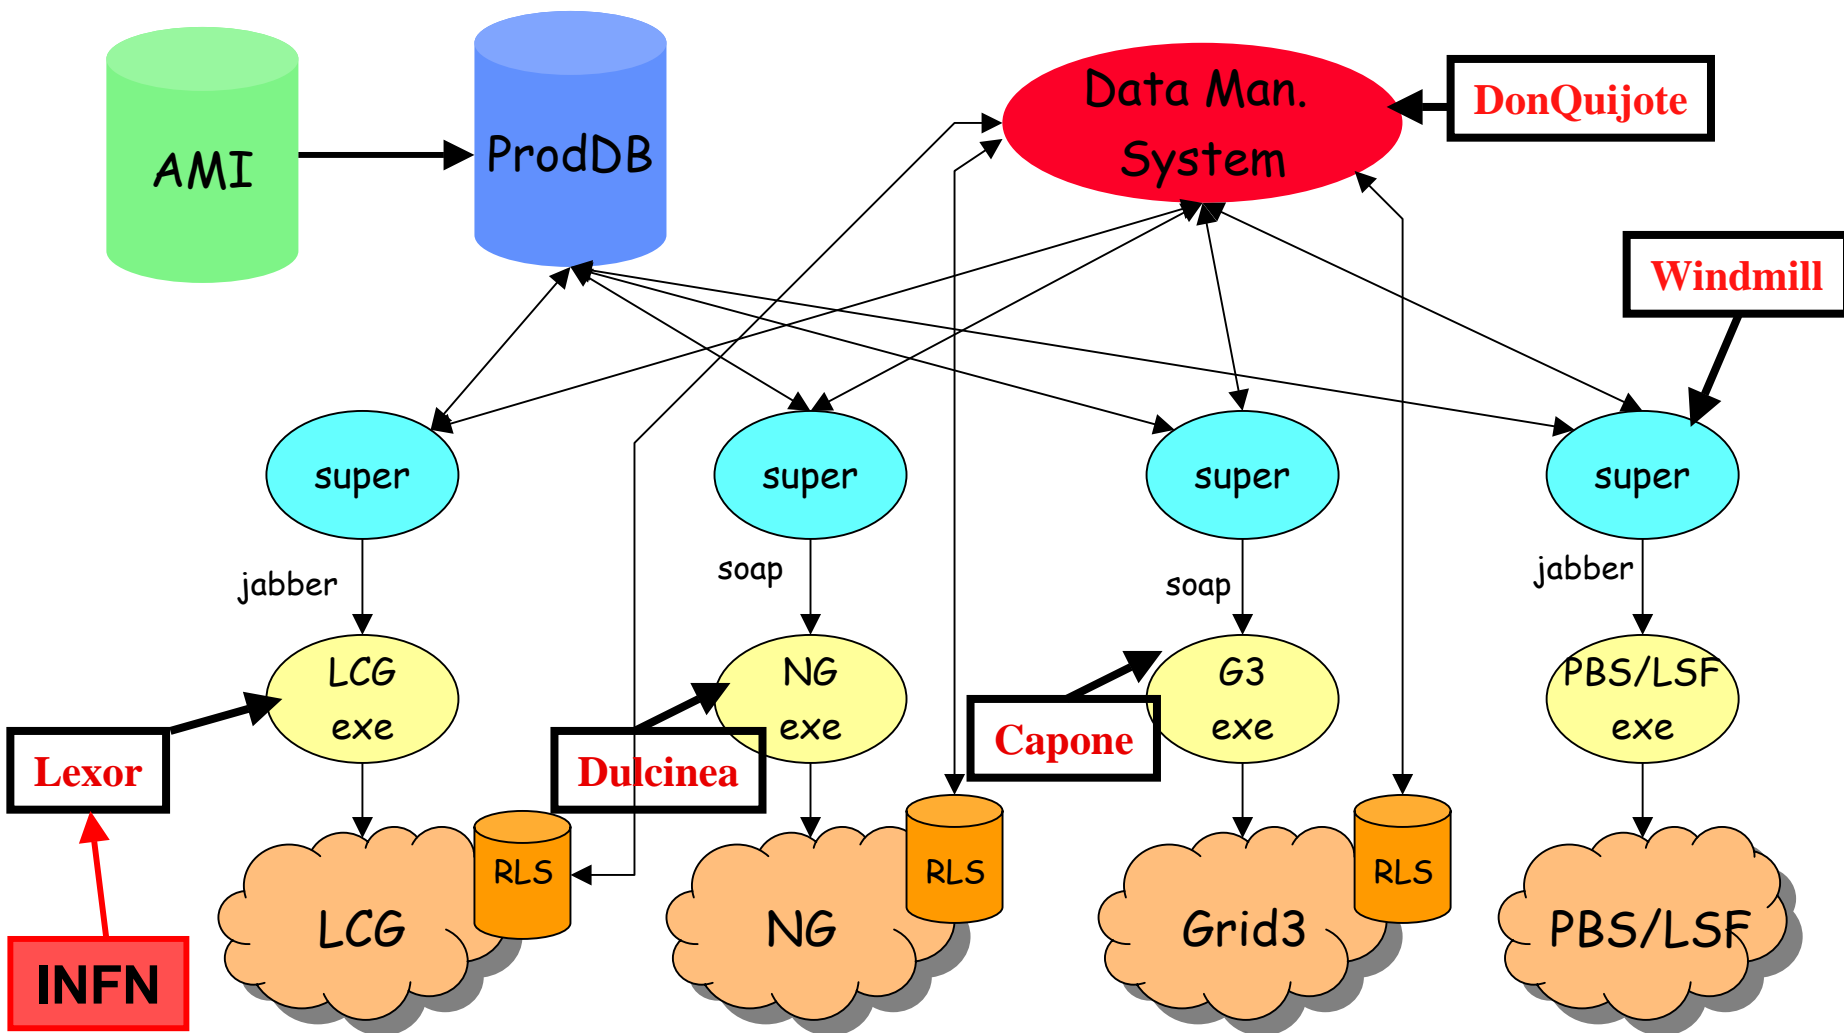 AMI
ProdDB
Data Man.
System
DonQuijote
Windmill
super
super
super
super
jabber
soap
soap
jabber
LCG
exe
NG
exe
G3
exe
PBS/LSF
exe
Lexor
Dulcinea
Capone
RLS
RLS
RLS
LCG
NG
Grid3
PBS/LSF
INFN